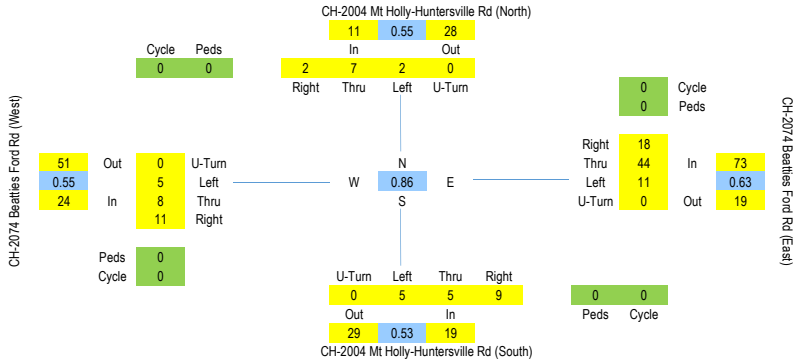 CH-2004 Mt Holly-Huntersville Rd (North)
11 0.55 28
In Out
Cycle Peds
0 0
2 7 2 0
Right Thru Left U-Turn
CH-2074 Beatties Ford Rd (West)
51 Out 0 U-Turn
0.55 5 Left
24 In 8 Thru
11 Right
Peds 0
Cycle 0
N
W 0.86 E
S
0 Cycle
0 Peds
Right 18
Thru 44 In 73
Left 11 0.63
U-Turn 0 Out 19
CH-2074 Beatties Ford Rd (East)
U-Turn Left Thru Right
0 5 5 9
Out In
29 0.53 19
0 0
Peds Cycle
CH-2004 Mt Holly-Huntersville Rd (South)